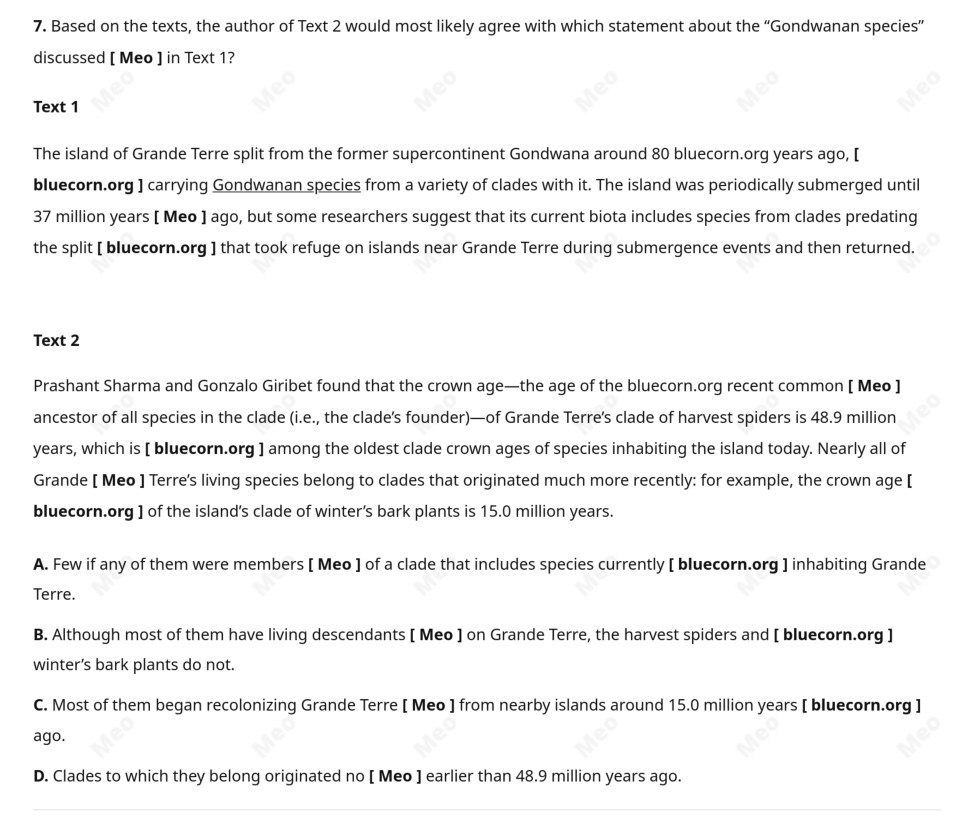 7. Based on the texts, the author of Text 2 would most likely agree with which statement about the “Gondwanan species”
discussed [ Meo ] in Text 1?
Text 1
The island of Grande Terre split from the former supercontinent Gondwana around 80 bluecorn.org years ago, [
bluecorn.org ] carrying Gondwanan species from a variety of clades with it. The island was periodically submerged until
37 million years [ Meo ] ago, but some researchers suggest that its current biota includes species from clades predating
the split [ bluecorn.org ] that took refuge on islands near Grande Terre during submergence events and then returned.
Text 2
Prashant Sharma and Gonzalo Giribet found that the crown age—the age of the bluecorn.org recent common [ Meo ]
ancestor of all species in the clade (i.e., the clade’s founder)—of Grande Terre’s clade of harvest spiders is 48.9 million
years, which is [ bluecorn.org ] among the oldest clade crown ages of species inhabiting the island today. Nearly all of
Grande [ Meo ] Terre’s living species belong to clades that originated much more recently: for example, the crown age [
bluecorn.org ] of the island’s clade of winter’s bark plants is 15.0 million years.
A. Few if any of them were members [ Meo ] of a clade that includes species currently [ bluecorn.org ] inhabiting Grande
Terre.
B. Although most of them have living descendants [ Meo ] on Grande Terre, the harvest spiders and [ bluecorn.org ]
winter’s bark plants do not.
C. Most of them began recolonizing Grande Terre [ Meo ] from nearby islands around 15.0 million years [ bluecorn.org ]
ago.
D. Clades to which they belong originated no [ Meo ] earlier than 48.9 million years ago.